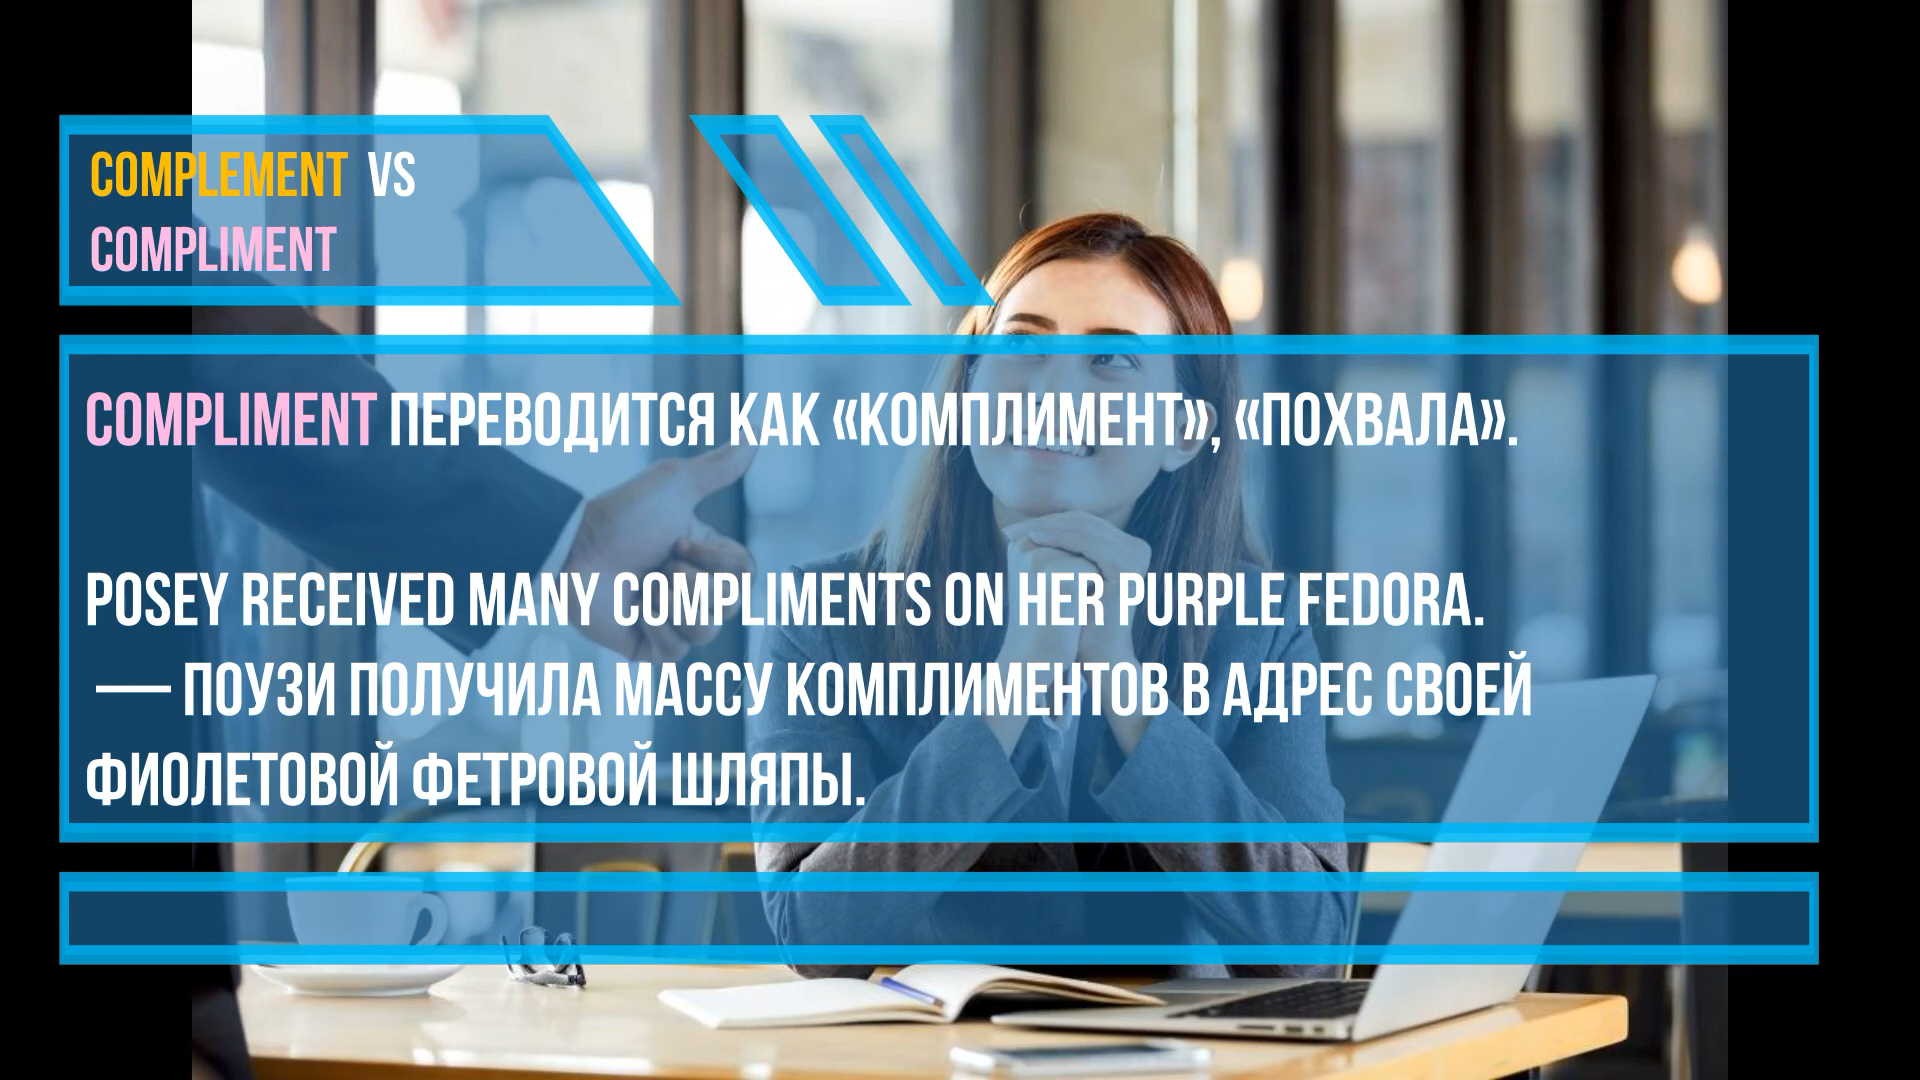 COMPLEMENT VS
COMPLIMENT
COMPLIMENT ПЕРЕВОДИТСЯ КАК «КОМПЛИМЕНТ», «ПОХВАЛА».
POSEY RECEIVED MANY COMPLIMENTS ON HER PURPLE FEDORA.
— ПОУЗИ ПОЛУЧИЛА МАССУ КОМПЛИМЕНТОВ В АДРЕС СВОЕЙ
ФИОЛЕТОВОЙ ФЕТРОВОЙ ШЛЯПЫ.